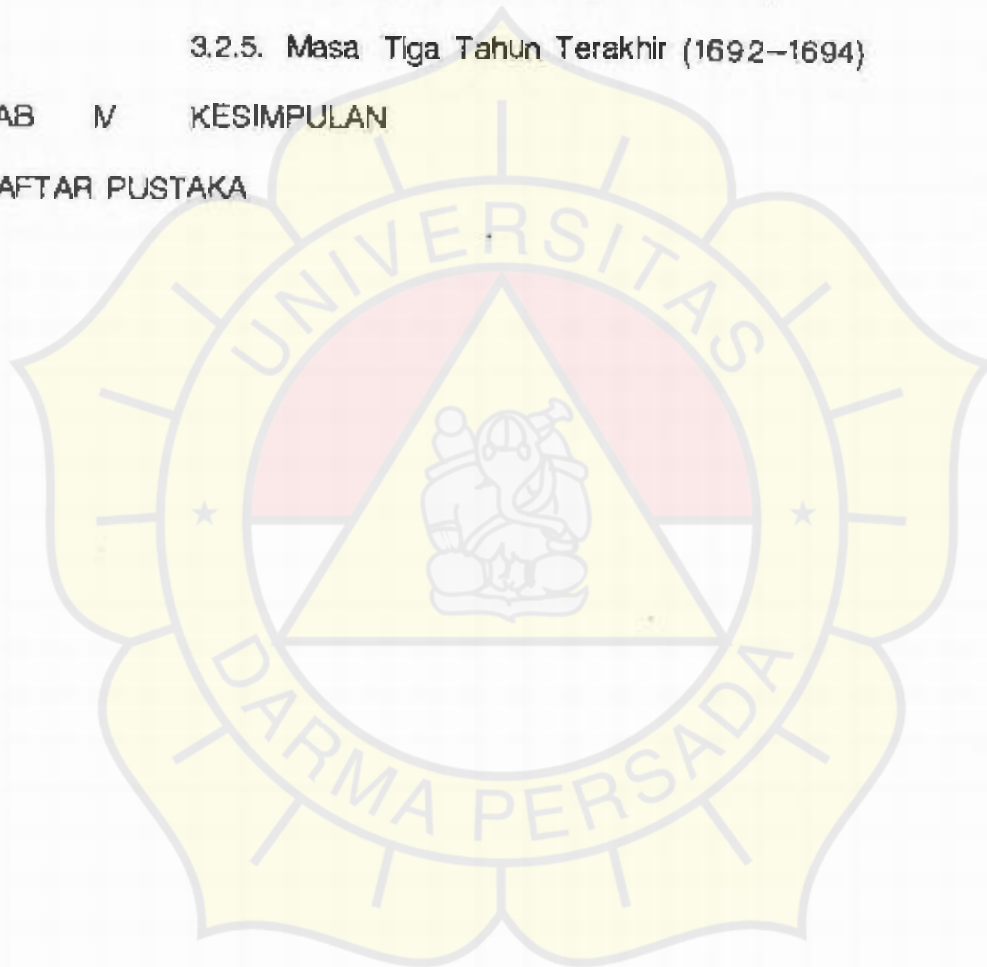 3.2.5. Masa Tiga Tahun Terakhir (1692–1694)
AB IV KESIMPULAN
AFTAR PUSTAKA
UNIVERSITAS
DARMA PERSADA